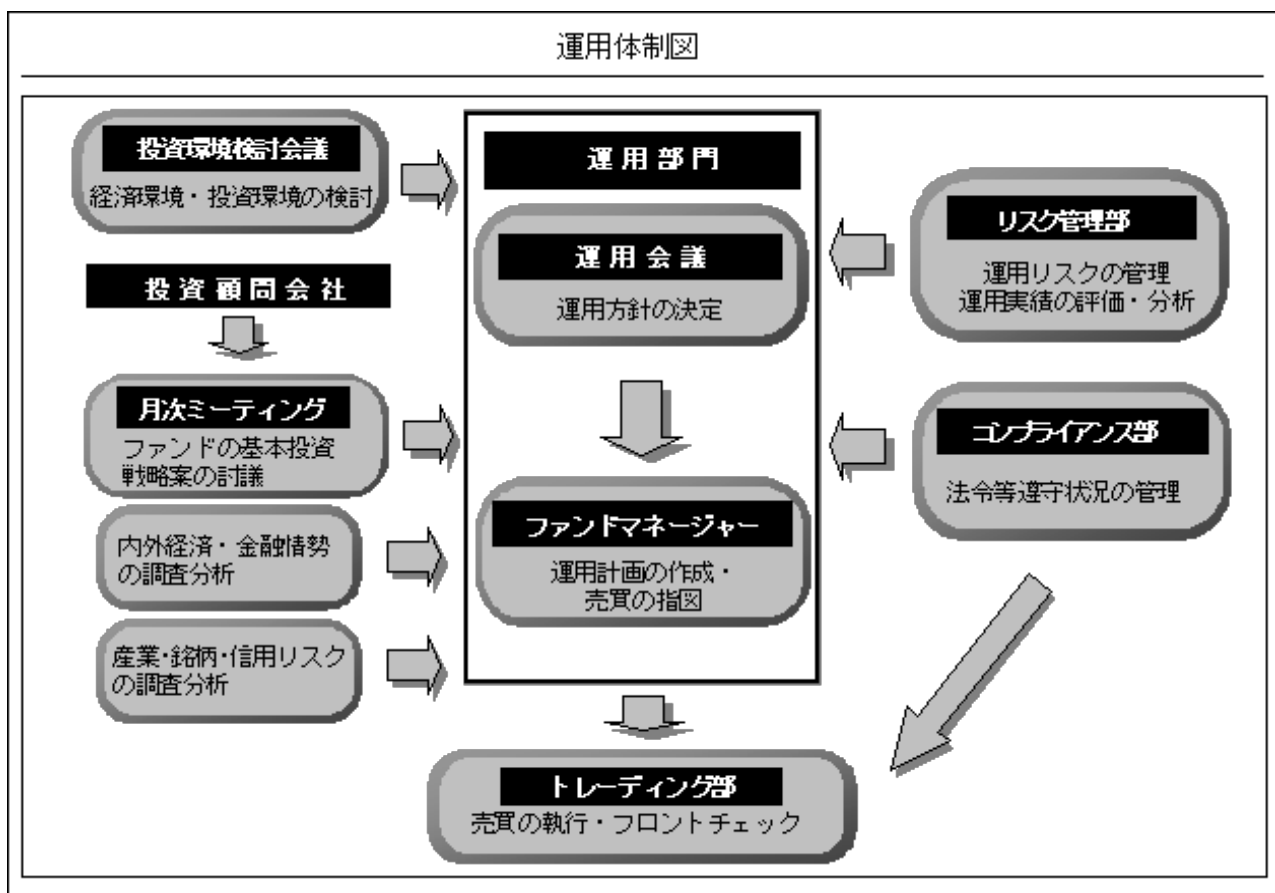 運用体制図
投資環境検討会議
経済環境・投資環境の検討
投資顧問会社
月次ミーティング
ファンドの基本投資
戦略案の討議
内外経済・金融情勢
の調査分析
産業・銘柄・信用リスク
の調査分析
運用部門
運用会議
運用方針の決定
ファンドマネージャー
運用計画の作成・
売買の指図
リスク管理部
運用リスクの管理
運用実績の評価・分析
コンプライアンス部
法令等遵守状況の管理
トレーディング部
売買の執行・フロントチェック